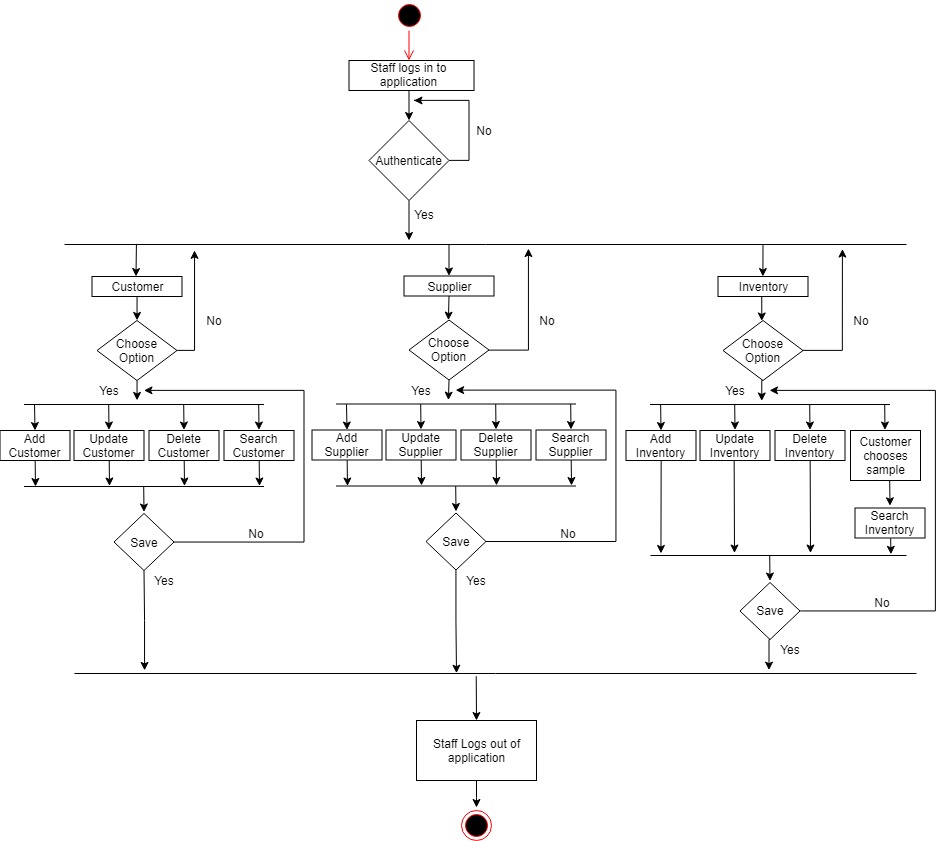 Staff logs in to
application
No
Authenticate
Yes
Customer
Supplier
Inventory
No
No
No
Choose
Option
Choose
Option
Choose
Option
Yes
Yes
Yes
Add
Customer
Update
Customer
Delete
Customer
Search
Customer
Add
Supplier
Update
Supplier
Delete
Supplier
Search
Supplier
Add
Inventory
Update
Inventory
Delete
Inventory
Customer
chooses
sample
Search
Inventory
Save
No
Save
No
Yes
Yes
Save
No
Yes
Staff Logs out of
application